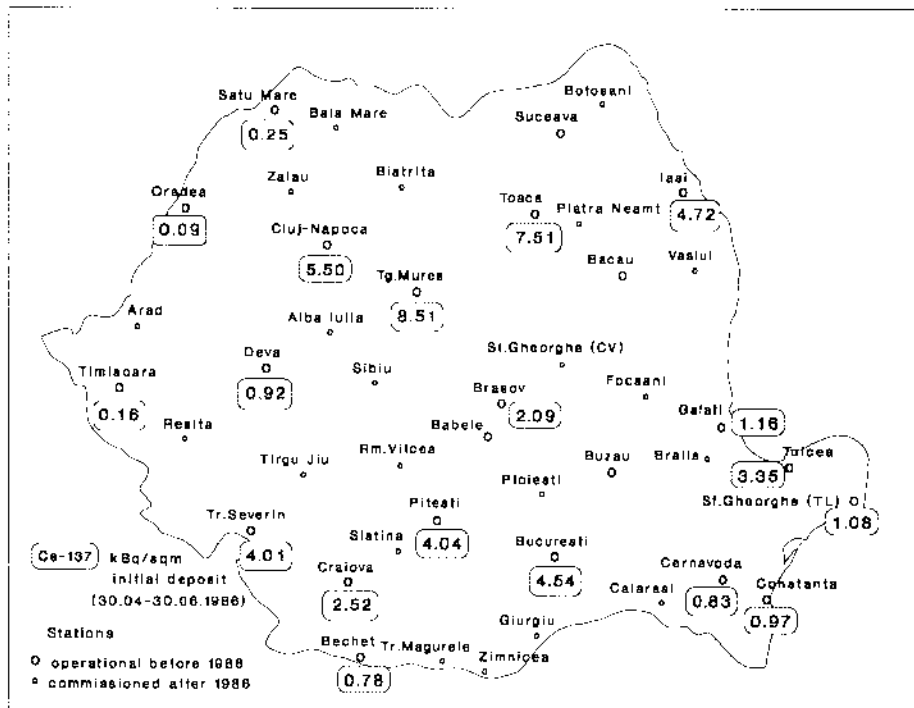 Botosani
Satu Mare
Baia Mare
Suceava
0.25
Zalau
Bistrita
Iasi
Oradea
Toaca
Piatra Neamt
4.72
0.09
Cluj-Napoca
7.51
5.50
Bacau
Vaslui
Tg.Mures
8.51
Arad
Alba Iulia
Deva
Sf.Gheorghe (CV)
Timisoara
Sibiu
0.92
Brasov
Focsani
0.16
2.09
Galati
1.16
Resita
Babele
Tirgu Jiu
Rm.Vilcea
Buzau
Braila
Tulcea
Ploiesti
3.35
Pitesti
Sf.Gheorghe (TL)
Tr.Severin
1.08
Slatina
4.04
Bucuresti
Cs-137
kBq/sqm
4.01
initial deposit
Craiova
4.54
Cernavoda
(30.04-30.06.1986)
2.52
Calarasi
0.83
Constanta
Giurgiu
0.97
Stations
Bechet
Tr.Magurele
operational before 1986
0.78
Zimnicea
commissioned after 1986